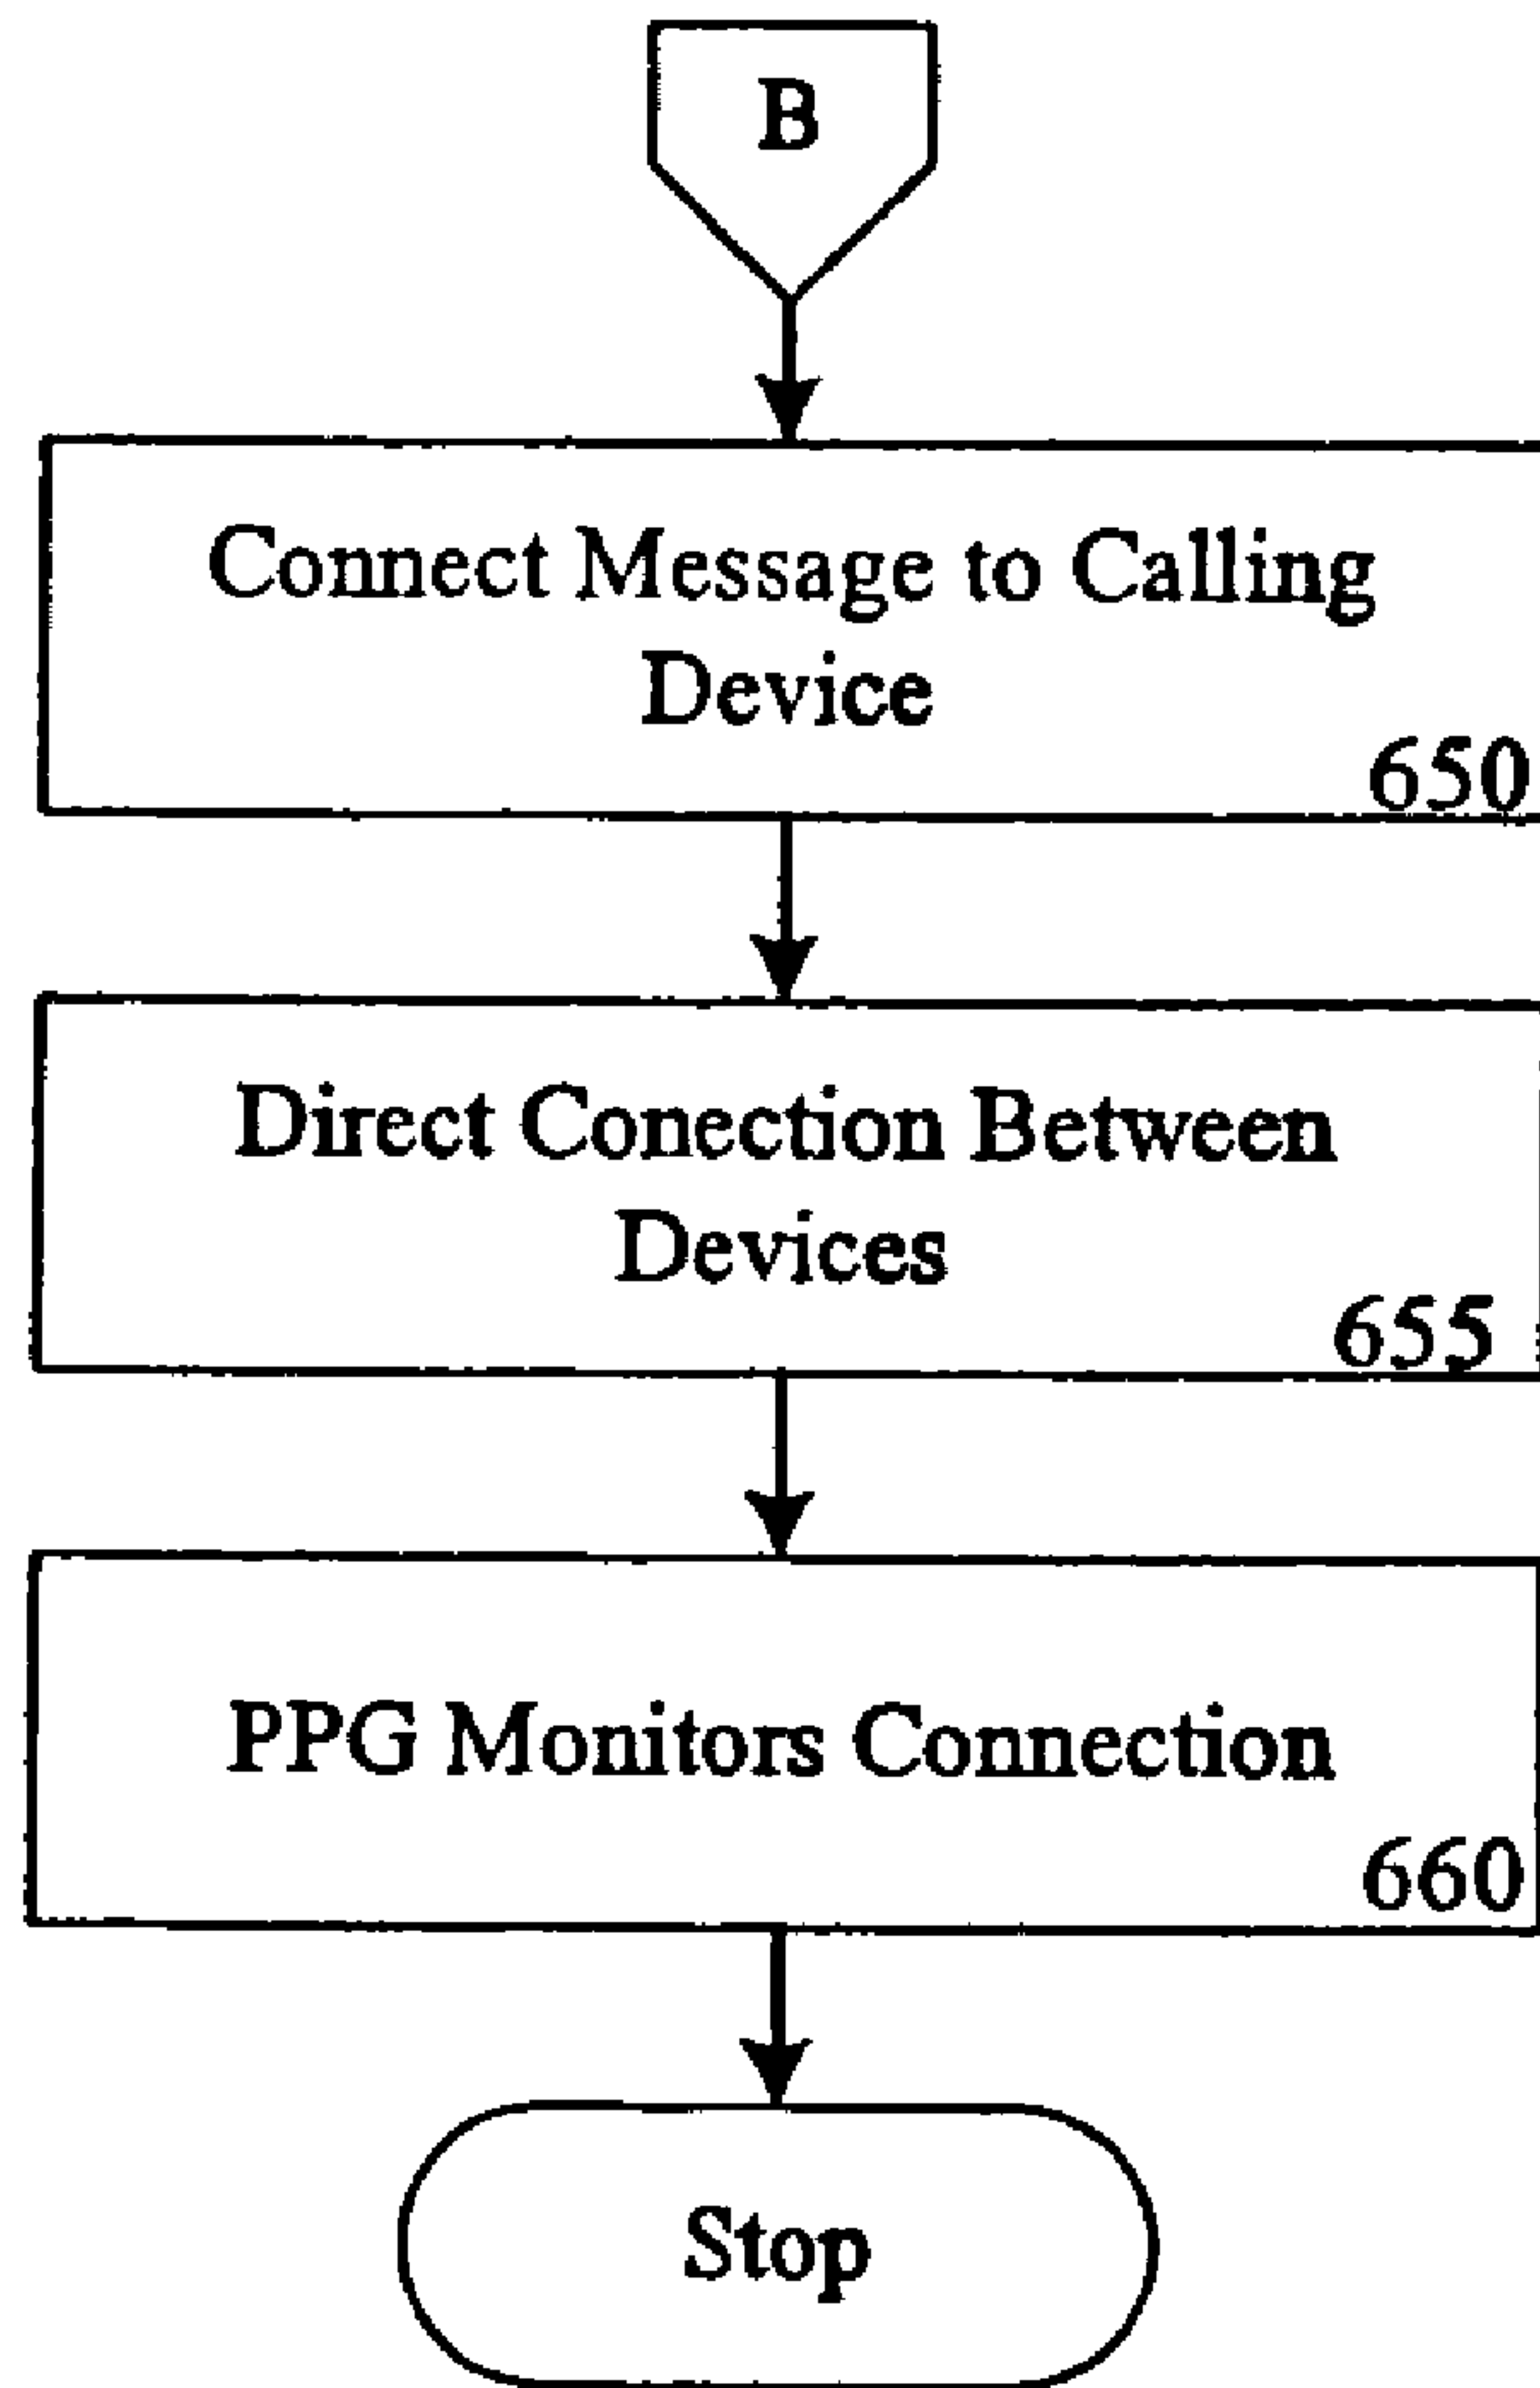 B
Connect Message to Calling
Device
650
Direct Conection Between
Devices
655
PPG Monitors Connection
660
Stop